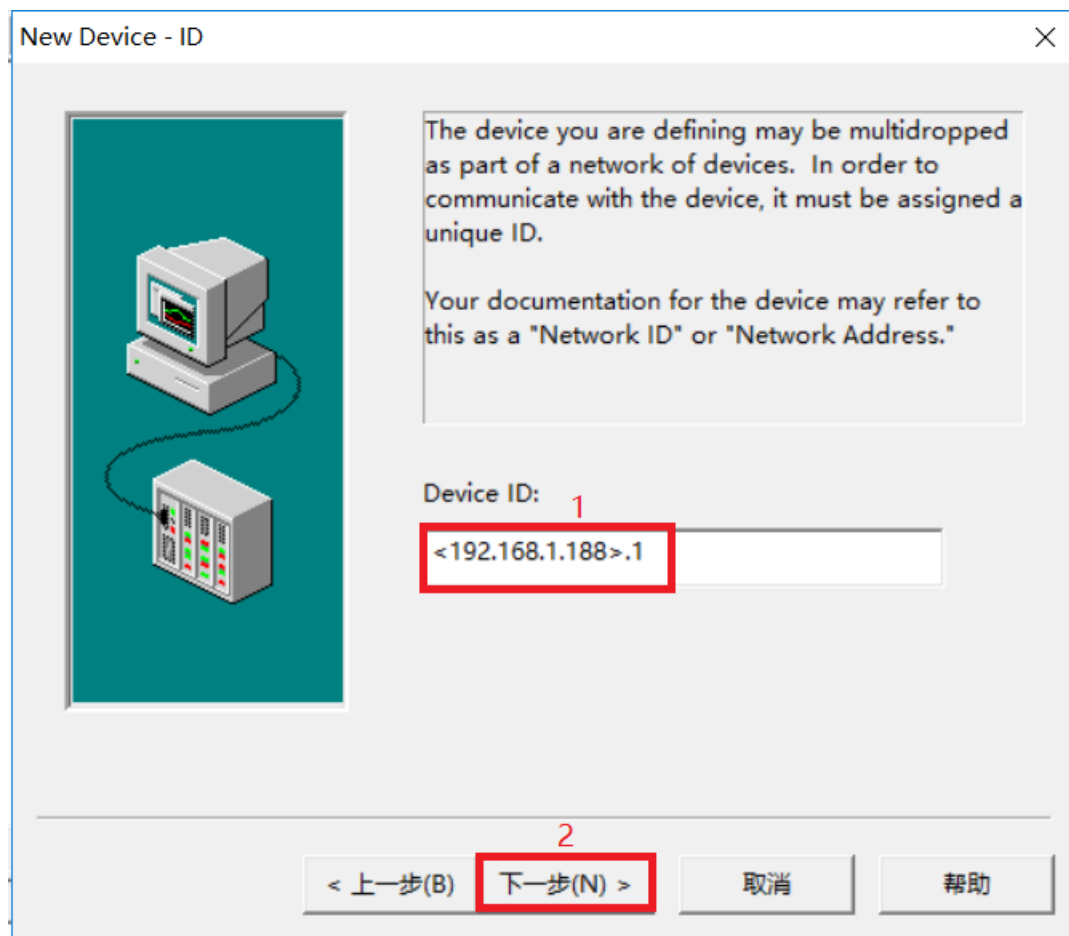 New Device - ID
The device you are defining may be multidropped
as part of a network of devices.  In order to
communicate with the device, it must be assigned a
unique ID.
Your documentation for the device may refer to
this as a "Network ID" or "Network Address."
Device ID:
1
<192.168.1.188>.1
2
< 上一步(B)
下一步(N) >
取消
帮助